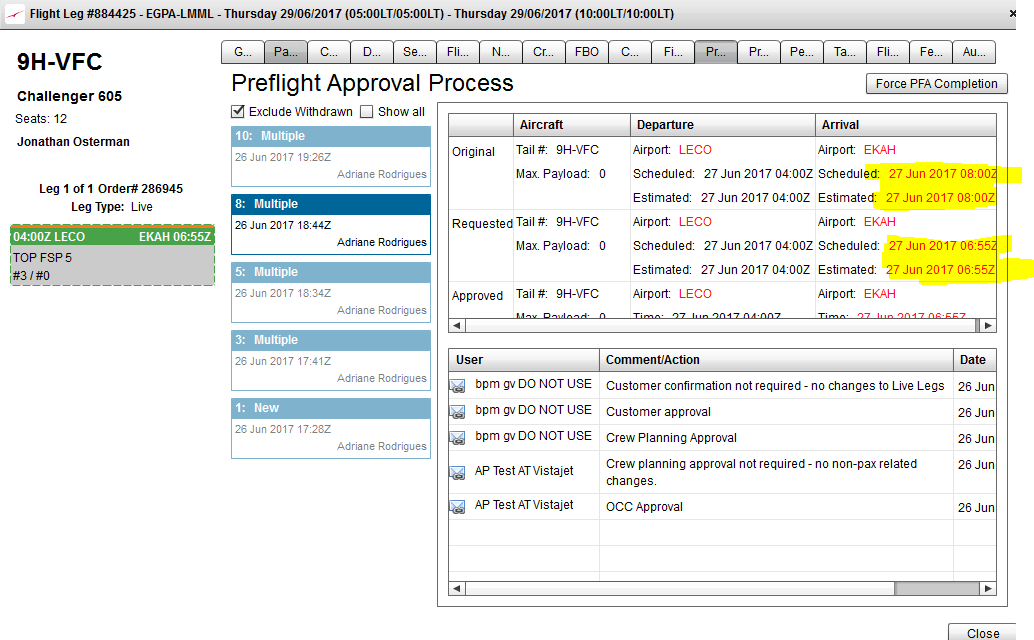 Flight Leg #884425 - EGPA-LMML - Thursday 29/06/2017 (05:00LT/05:00LT) - Thursday 29/06/2017 (10:00LT/10:00LT)
9H-VFC
Challenger 605
Seats: 12
Jonathan Osterman
Leg 1 of 1 Order# 286945
Leg Type: Live
04:00Z LECO EKAH 06:55Z
TOP FSP 5
#3 / #0
G... Pa... C... D... Se... Fli... N... Cr... FBO C... Fi... Pr... Pr... Pe... Ta... Fli... Fe... Au...
Preflight Approval Process
Force PFA Completion
Exclude Withdrawn Show all
10: Multiple
26 Jun 2017 19:26Z
Adriane Rodrigues
8: Multiple
26 Jun 2017 18:44Z
Adriane Rodrigues
5: Multiple
26 Jun 2017 18:34Z
Adriane Rodrigues
3: Multiple
26 Jun 2017 17:41Z
Adriane Rodrigues
1: New
26 Jun 2017 17:28Z
Adriane Rodrigues
Aircraft Departure Arrival
Original Tail #: 9H-VFC Airport: LECO Airport: EKAH
Max. Payload: 0 Scheduled: 27 Jun 2017 04:00Z Scheduled: 27 Jun 2017 08:00Z
Estimated: 27 Jun 2017 04:00Z Estimated: 27 Jun 2017 08:00Z
Requested Tail #: 9H-VFC Airport: LECO Airport: EKAH
Max. Payload: 0 Scheduled: 27 Jun 2017 04:00Z Scheduled: 27 Jun 2017 06:55Z
Estimated: 27 Jun 2017 04:00Z Estimated: 27 Jun 2017 06:55Z
Approved Tail #: 9H-VFC Airport: LECO Airport: EKAH
Max. Payload: 0 Time: 27 Jun 2017 04:00Z Time: 27 Jun 2017 06:55Z
User Comment/Action Date
bpm gv DO NOT USE Customer confirmation not required - no changes to Live Legs 26 Jun
bpm gv DO NOT USE Customer approval 26 Jun
bpm gv DO NOT USE Crew Planning Approval 26 Jun
AP Test AT Vistajet Crew planning approval not required - no non-pax related changes. 26 Jun
AP Test AT Vistajet OCC Approval 26 Jun
Close